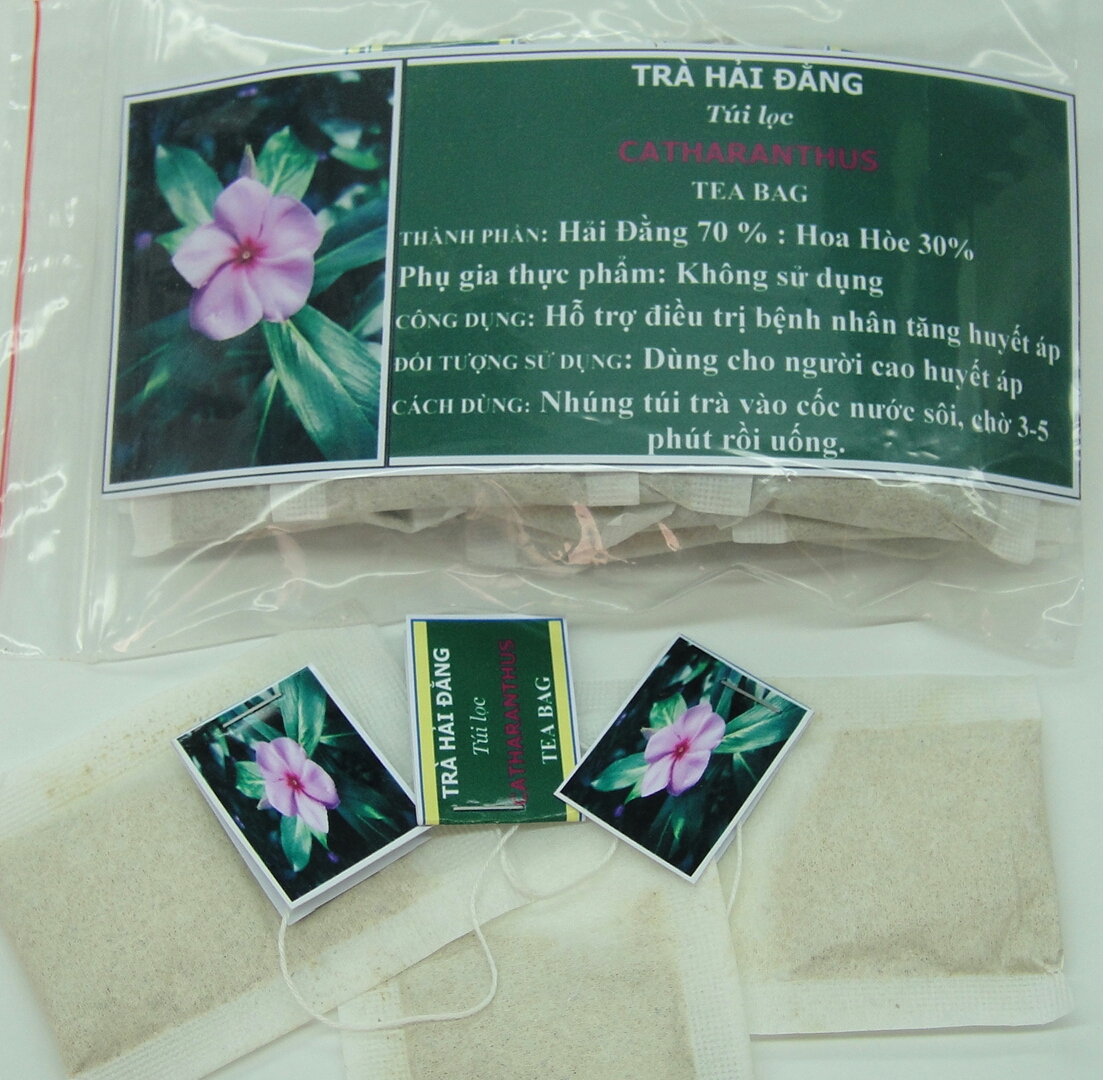 TRÀ HẢI ĐẰNG
Túi lọc
CATHARANTHUS
TEA BAG
THÀNH PHẦN: Hải Đằng 70 % : Hoa Hòe 30%
Phụ gia thực phẩm: Không sử dụng
CÔNG DỤNG: Hỗ trợ điều trị bệnh nhân tăng huyết áp
ĐỐI TƯỢNG SỬ DỤNG: Dùng cho người cao huyết áp
CÁCH DÙNG: Nhúng túi trà vào cốc nước sôi, chờ 3-5
phút rồi uống.
TRÀ HẢI ĐẰNG
Túi lọc
CATHARANTHUS
TEA BAG